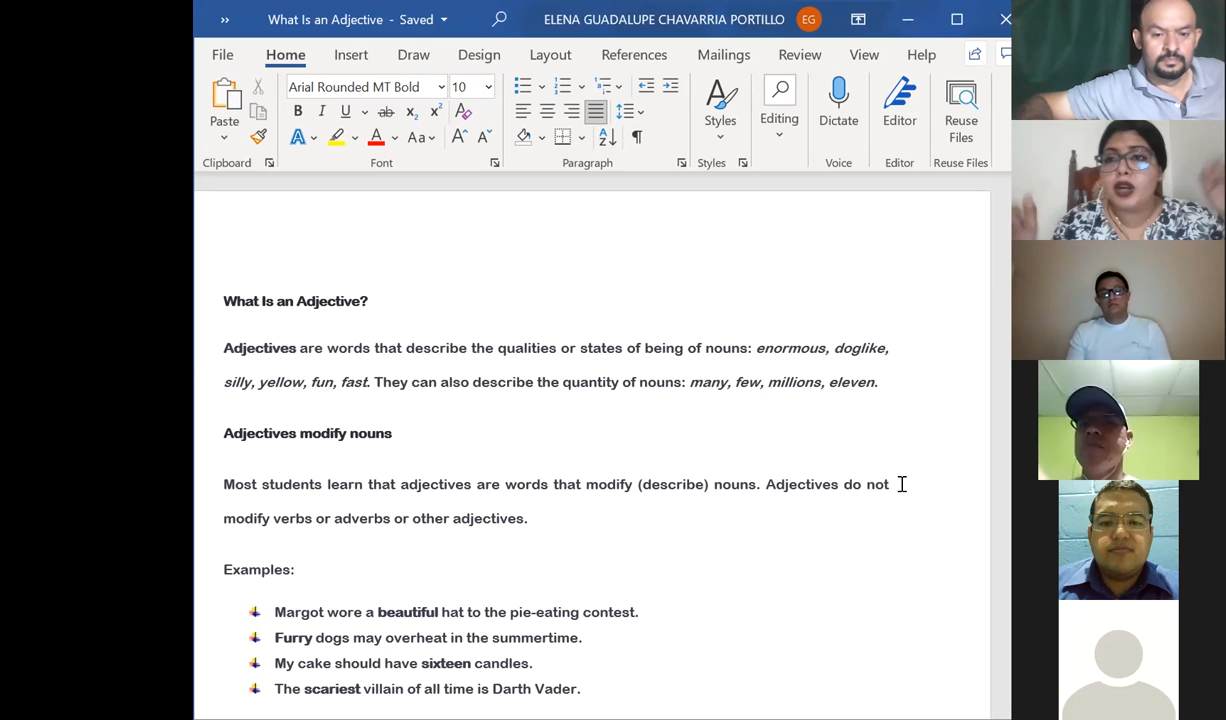 What Is an Adjective - Saved
ELENA GUADALUPE CHAVARRIA PORTILLO
EG
File Home Insert Draw Design Layout References Mailings Review View Help
Arial Rounded MT Bold 10
Paste
B I U ab x₂ x² A
A A Aa A A
Styles
Editing
Dictate
Editor
Reuse
Files
Clipboard Font Paragraph Styles Voice Editor Reuse Files
What Is an Adjective?
Adjectives are words that describe the qualities or states of being of nouns: enormous, doglike,
silly, yellow, fun, fast. They can also describe the quantity of nouns: many, few, millions, eleven.
Adjectives modify nouns
Most students learn that adjectives are words that modify (describe) nouns. Adjectives do not
modify verbs or adverbs or other adjectives.
Examples:
Margot wore a beautiful hat to the pie-eating contest.
Furry dogs may overheat in the summertime.
My cake should have sixteen candles.
The scariest villain of all time is Darth Vader.